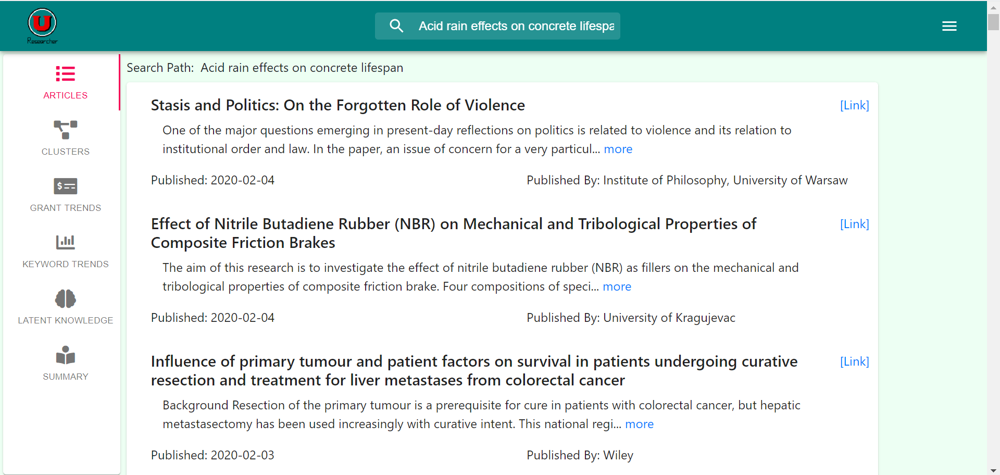 U
Researcher
Acid rain effects on concrete lifespa
ARTICLES
CLUSTERS
GRANT TRENDS
KEYWORD TRENDS
LATENT KNOWLEDGE
SUMMARY
Search Path:  Acid rain effects on concrete lifespan
Stasis and Politics: On the Forgotten Role of Violence [Link]
One of the major questions emerging in present-day reflections on politics is related to violence and its relation to
institutional order and law. In the paper, an issue of concern for a very particul... more
Published: 2020-02-04 Published By: Institute of Philosophy, University of Warsaw
Effect of Nitrile Butadiene Rubber (NBR) on Mechanical and Tribological Properties of [Link]
Composite Friction Brakes
The aim of this research is to investigate the effect of nitrile butadiene rubber (NBR) as fillers on the mechanical and
tribological properties of composite friction brake. Four compositions of speci... more
Published: 2020-02-04 Published By: University of Kragujevac
Influence of primary tumour and patient factors on survival in patients undergoing curative [Link]
resection and treatment for liver metastases from colorectal cancer
Background Resection of the primary tumour is a prerequisite for cure in patients with colorectal cancer, but hepatic
metastasectomy has been used increasingly with curative intent. This national regi... more
Published: 2020-02-03 Published By: Wiley